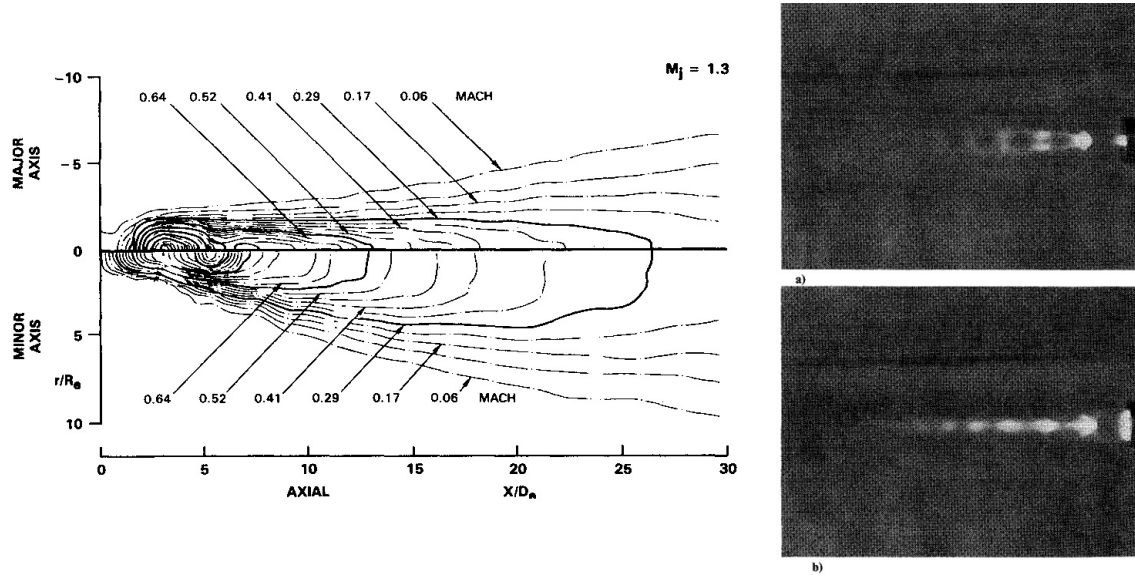 -10
M_j = 1.3
0.64 0.52 0.41 0.29 0.17 0.06 MACH
MAJOR
AXIS
-5
0
MINOR
AXIS
5
r/R_e
0.64 0.52 0.41 0.29 0.17 0.06 MACH
10
0 5 10 15 20 25 30
AXIAL X/D_e
a)
b)